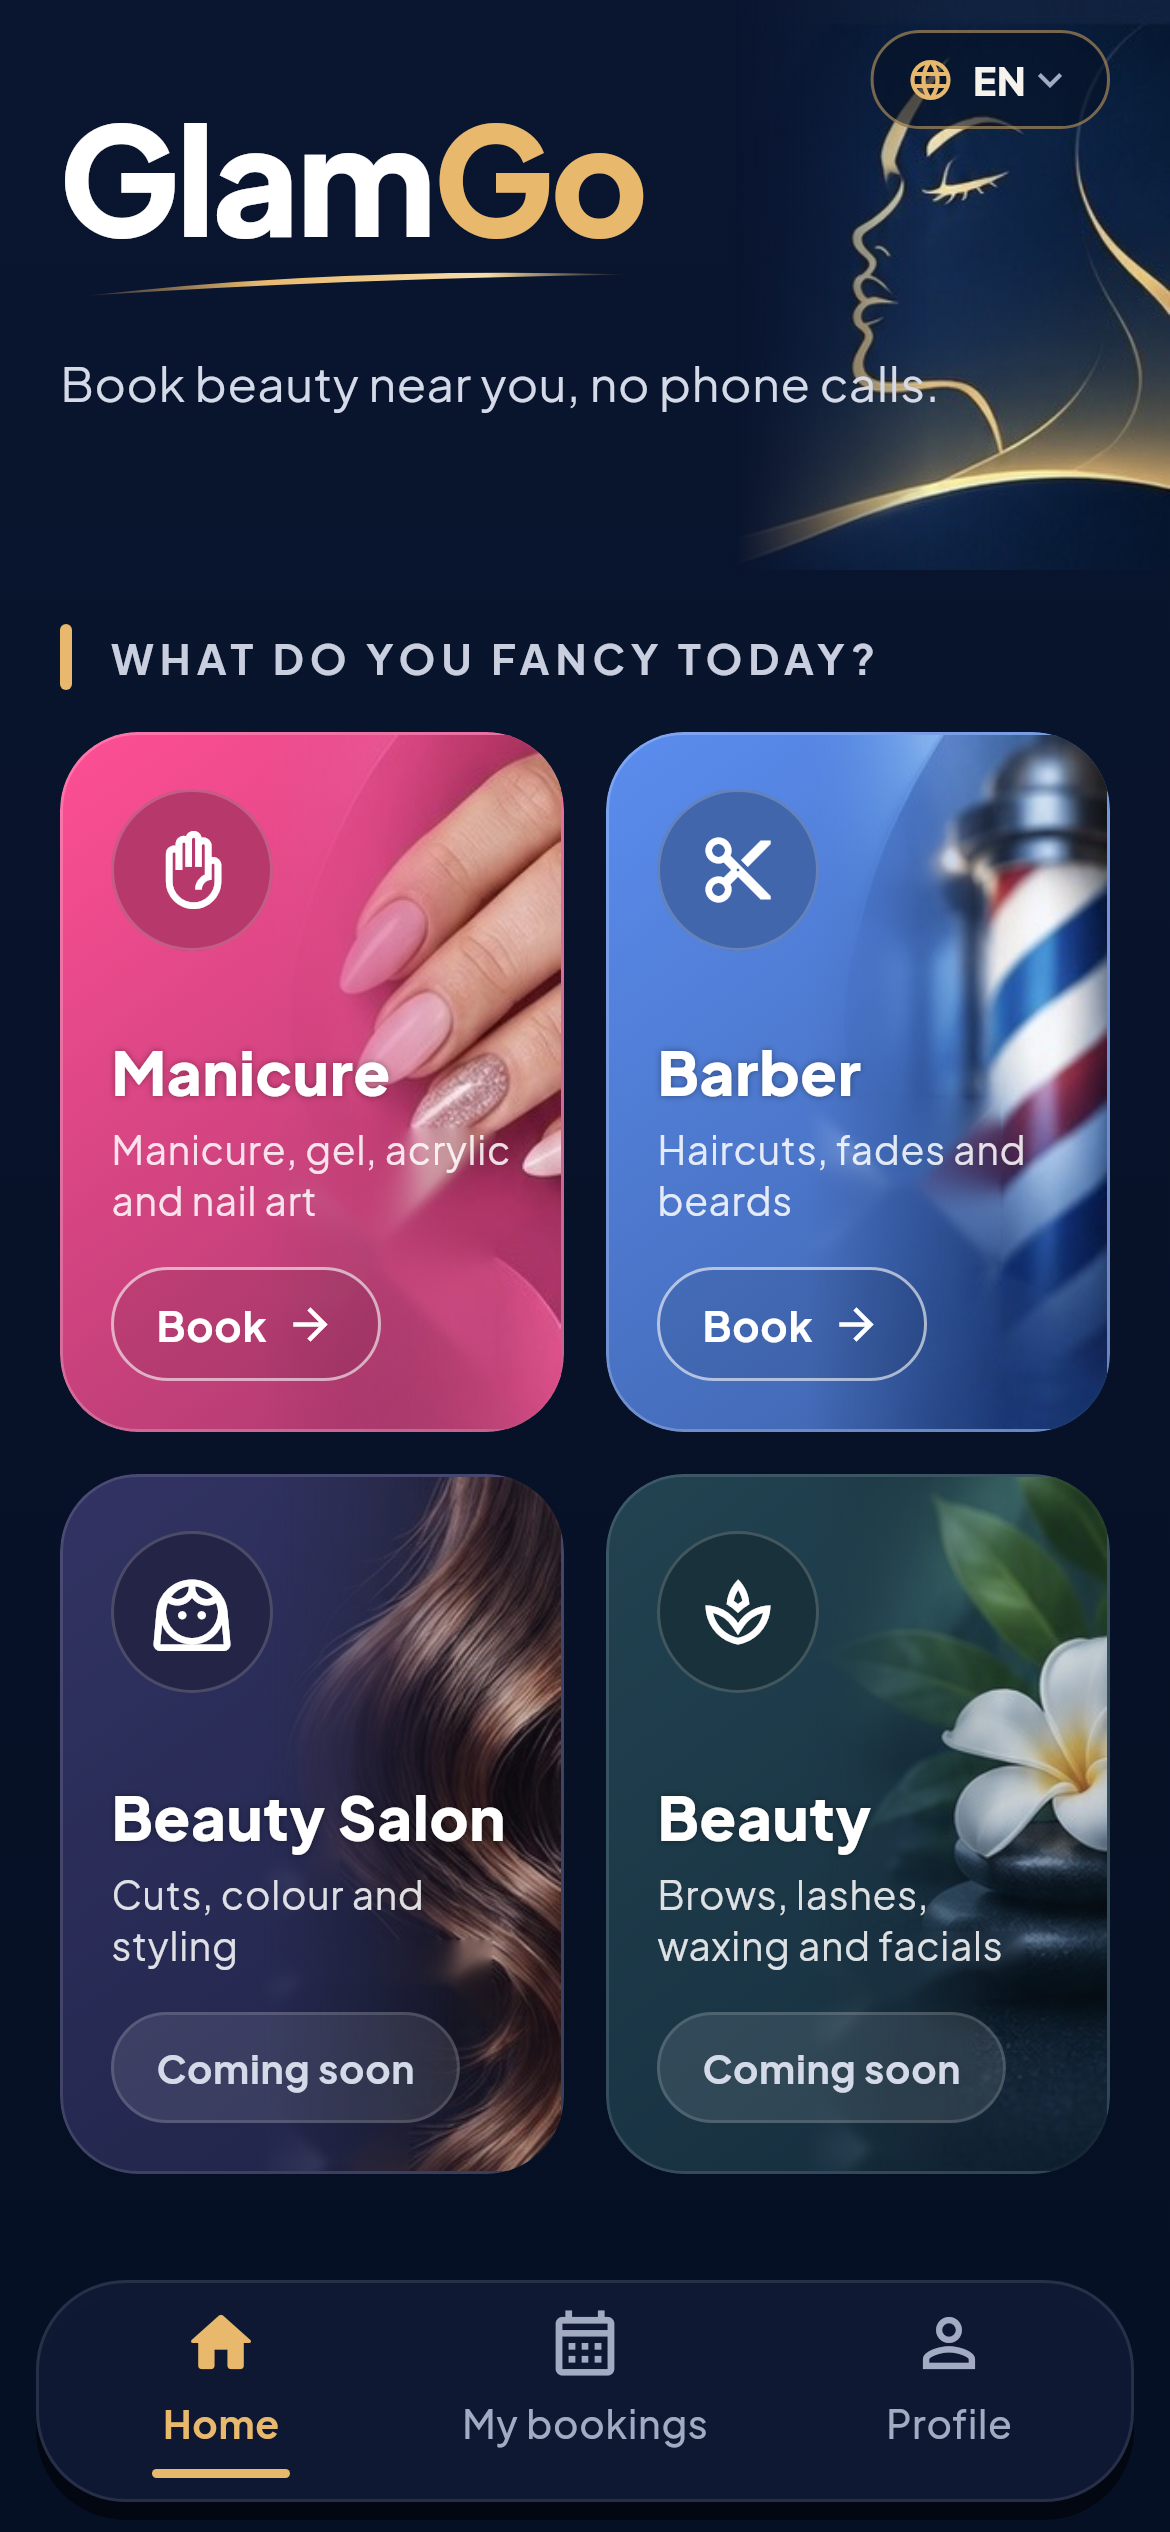 EN
GlamGo
Book beauty near you, no phone calls.
WHAT DO YOU FANCY TODAY?
Manicure
Manicure, gel, acrylic
and nail art
Book
Barber
Haircuts, fades and
beards
Book
Beauty Salon
Cuts, colour and
styling
Coming soon
Beauty
Brows, lashes,
waxing and facials
Coming soon
Home
My bookings
Profile